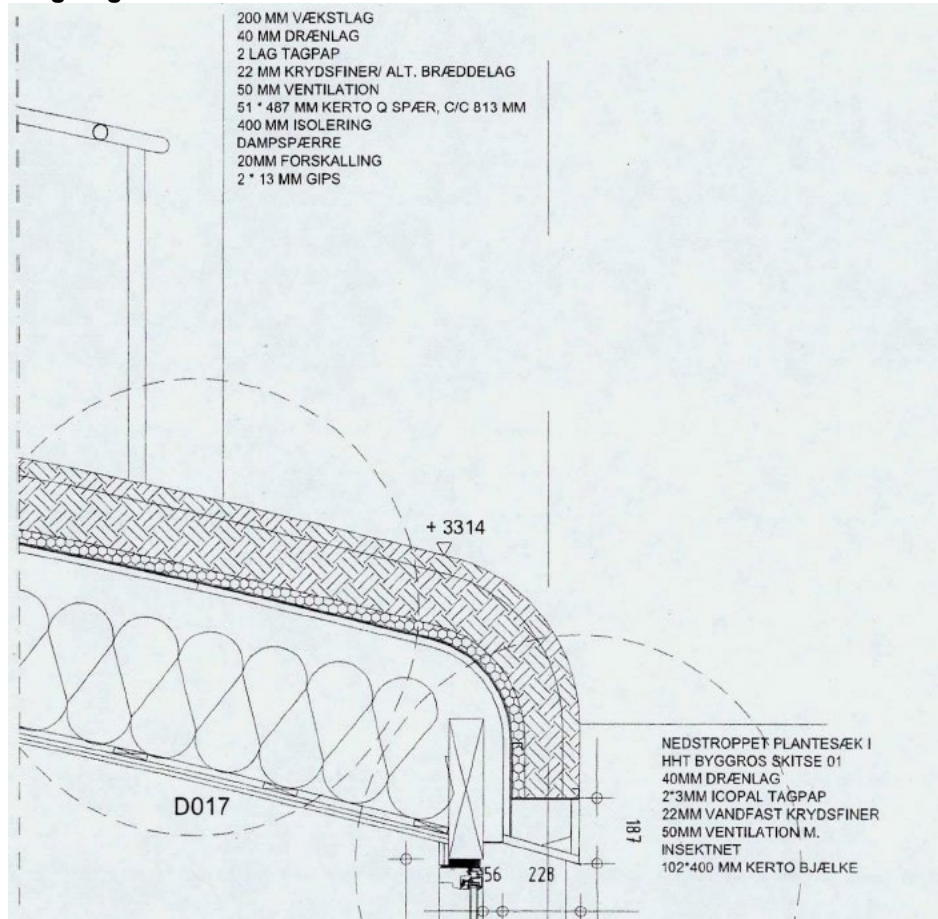 200 MM VÆKSTLAG
40 MM DRÆNLAG
2 LAG TAGPAP
22 MM KRYDSFINER/ ALT. BRÆDDELAG
50 MM VENTILATION
51 * 487 MM KERTO Q SPÆR, C/C 813 MM
400 MM ISOLERING
DAMPSPÆRRE
20MM FORSKALLING
2 * 13 MM GIPS
+ 3314
D017
NEDSTROPPET PLANTESÆK I
HHT BYGGROS SKITSE 01
40MM DRÆNLAG
2*3MM ICOPAL TAGPAP
22MM VANDFAST KRYDSFINER
50MM VENTILATION M.
INSEKTNET
102*400 MM KERTO BJÆLKE
187
56 228